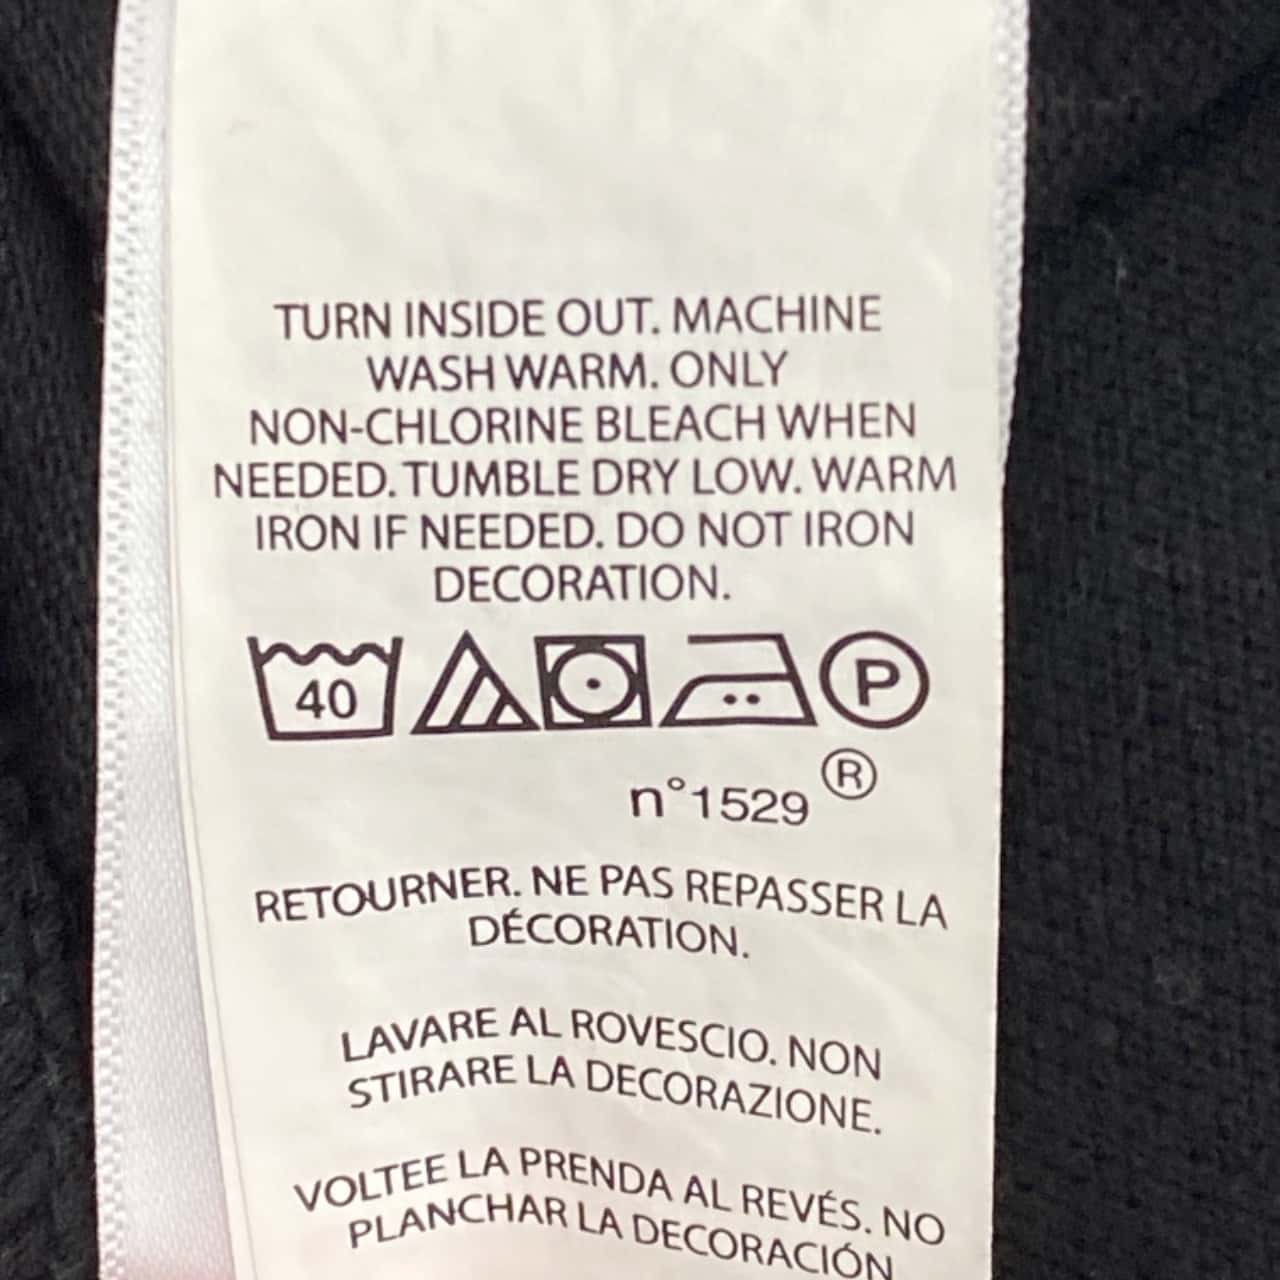 TURN INSIDE OUT. MACHINE
WASH WARM. ONLY
NON-CHLORINE BLEACH WHEN
NEEDED. TUMBLE DRY LOW. WARM
IRON IF NEEDED. DO NOT IRON
DECORATION.
40 P
n°1529 ®
RETOURNER. NE PAS REPASSER LA
DÉCORATION.
LAVARE AL ROVESCIO. NON
STIRARE LA DECORAZIONE.
VOLTEE LA PRENDA AL REVÉS. NO
PLANCHAR LA DECORACIÓN